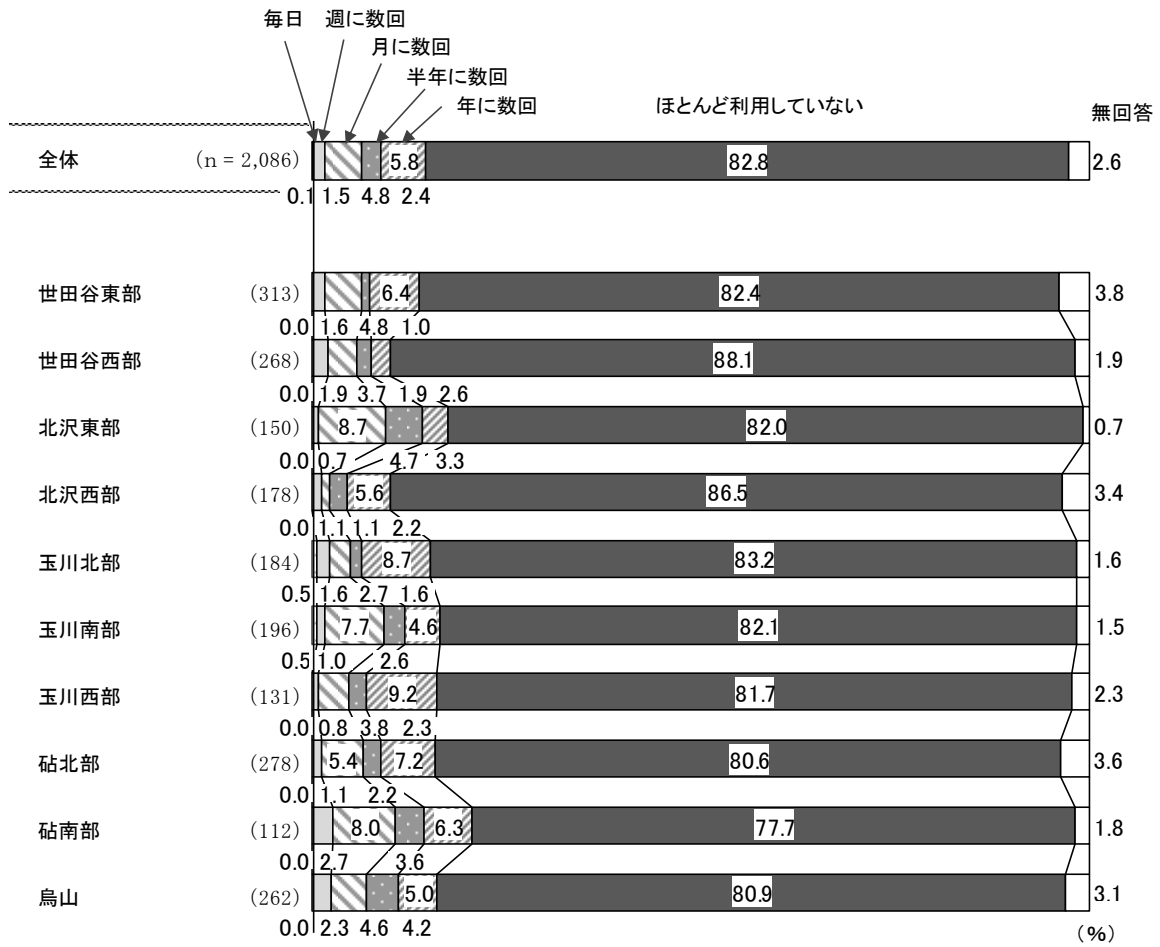 毎日 週に数回
月に数回
半年に数回
年に数回 ほとんど利用していない 無回答
全体 (n = 2,086) 5.8 82.8 2.6
0.1 1.5 4.8 2.4
世田谷東部 (313) 6.4 82.4 3.8
0.0 1.6 4.8 1.0
世田谷西部 (268) 88.1 1.9
0.0 1.9 3.7 1.9 2.6
北沢東部 (150) 8.7 82.0 0.7
0.0 0.7 4.7 3.3
北沢西部 (178) 5.6 86.5 3.4
0.0 1.1 1.1 2.2
玉川北部 (184) 8.7 83.2 1.6
0.5 1.6 2.7 1.6
玉川南部 (196) 7.7 4.6 82.1 1.5
0.5 1.0 2.6
玉川西部 (131) 9.2 81.7 2.3
0.0 0.8 3.8 2.3
砧北部 (278) 5.4 7.2 80.6 3.6
0.0 1.1 2.2
砧南部 (112) 8.0 6.3 77.7 1.8
0.0 2.7 3.6
烏山 (262) 5.0 80.9 3.1
0.0 2.3 4.6 4.2 (%)